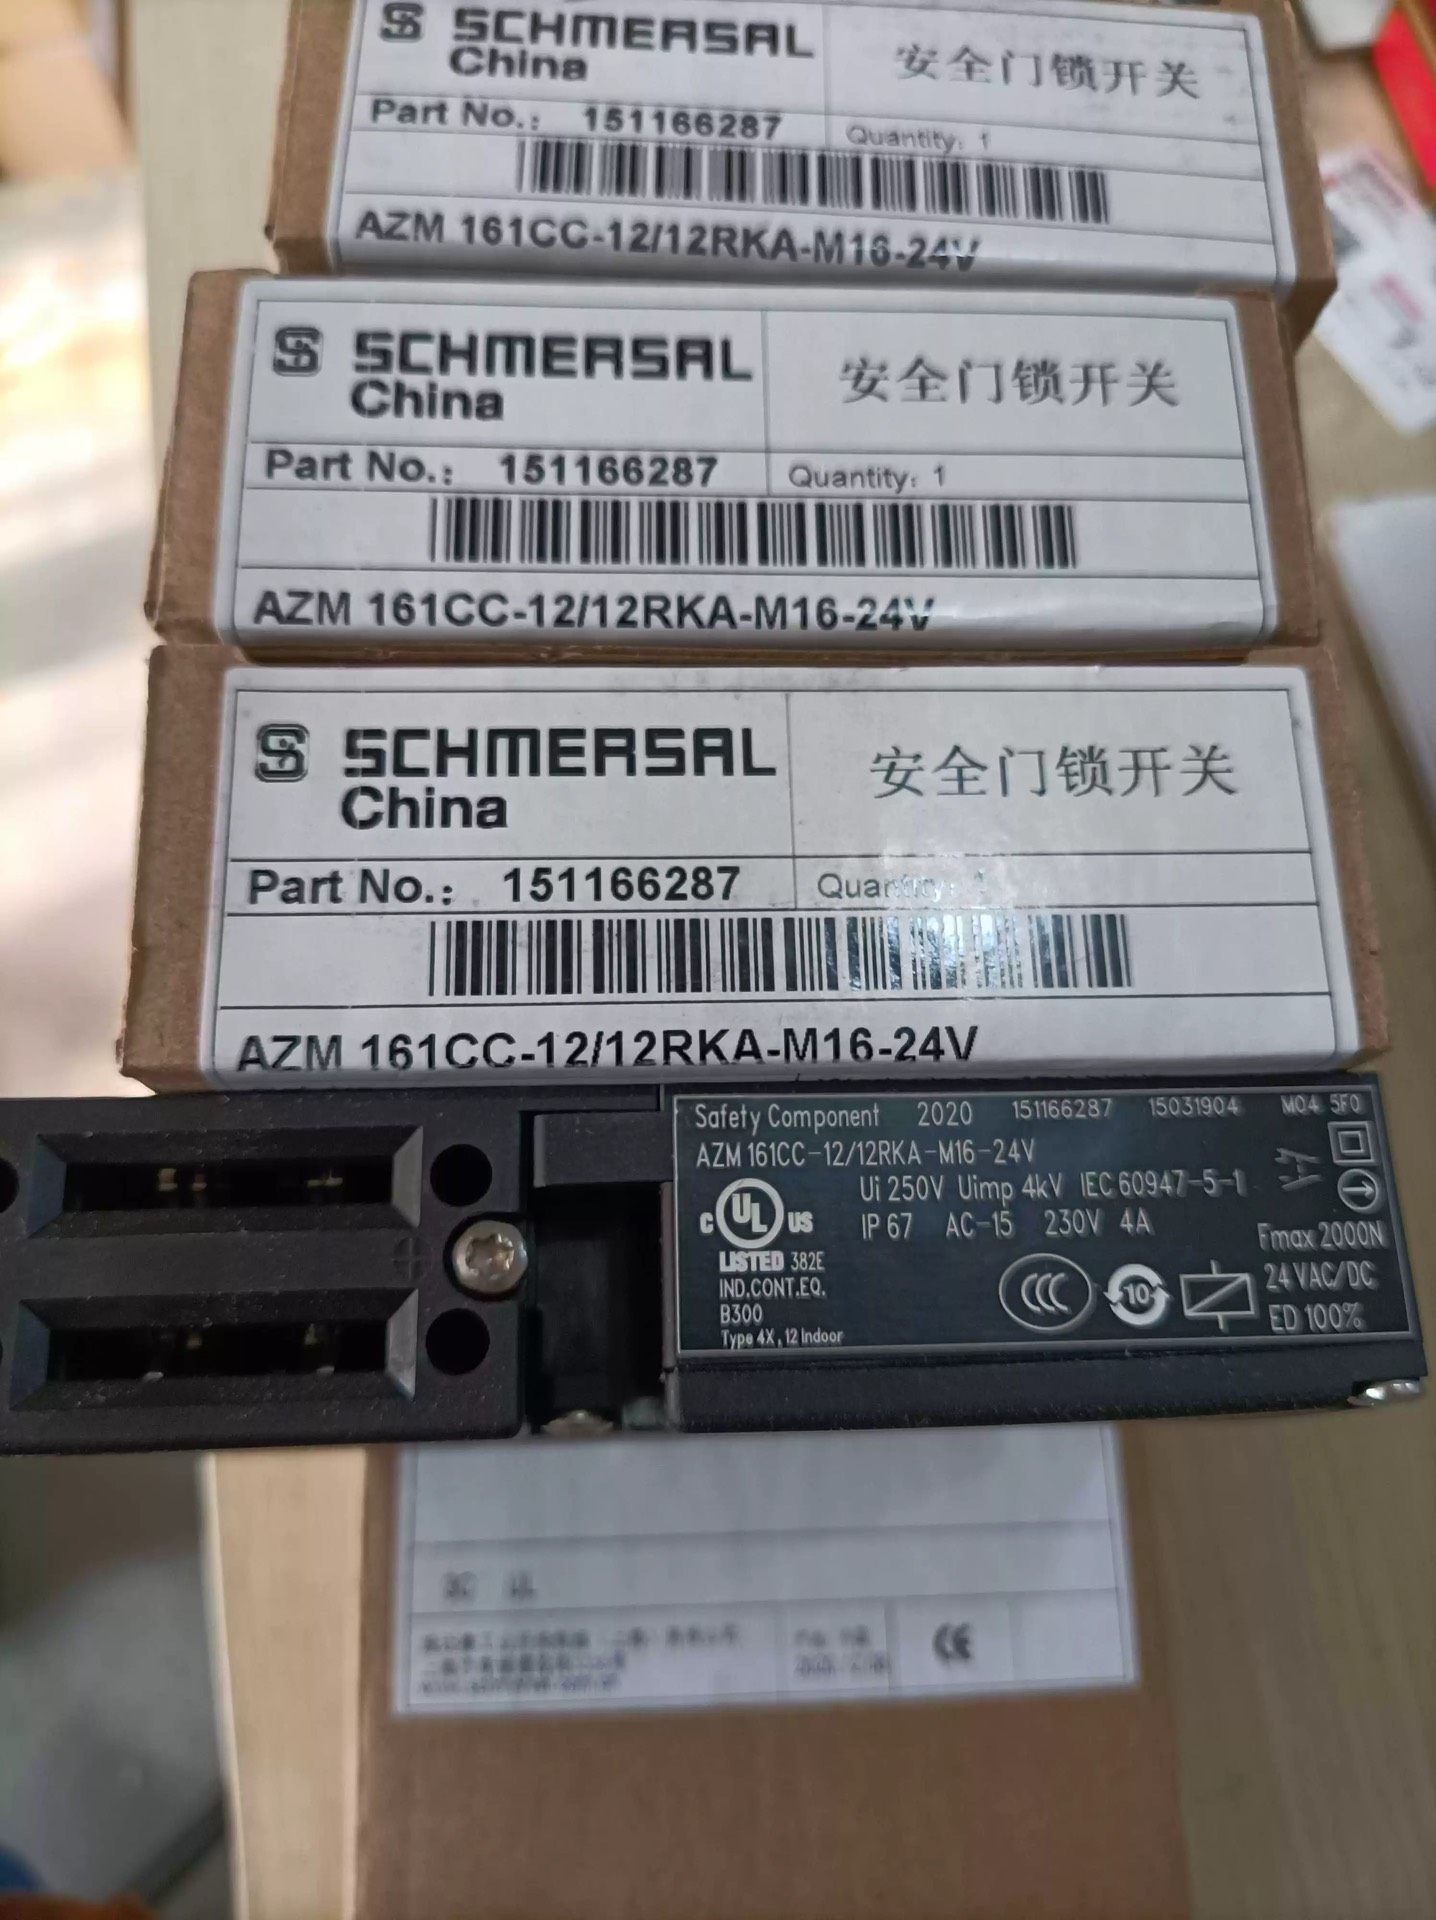 SCHMERSAL
China
安全门锁开关
Part No.: 151166287
Quantity: 1
AZM 161CC-12/12RKA-M16-24V
SCHMERSAL
China
安全门锁开关
Part No.: 151166287
Quantity: 1
AZM 161CC-12/12RKA-M16-24V
SCHMERSAL
China
安全门锁开关
Part No.: 151166287
AZM 161CC-12/12RKA-M16-24V
Safety Component 2020 151166287 15031904 M04 5F0
AZM 161CC-12/12RKA-M16-24V
Ui 250V Uimp 4kV IEC 60947-5-1
IP 67 AC-15 230V 4A
C UL US
LISTED 382E
IND.CONT.EQ.
B300
Type 4X, 12 Indoor
CCC
10
Fmax 2000N
24 VAC/DC
ED 100%
CE